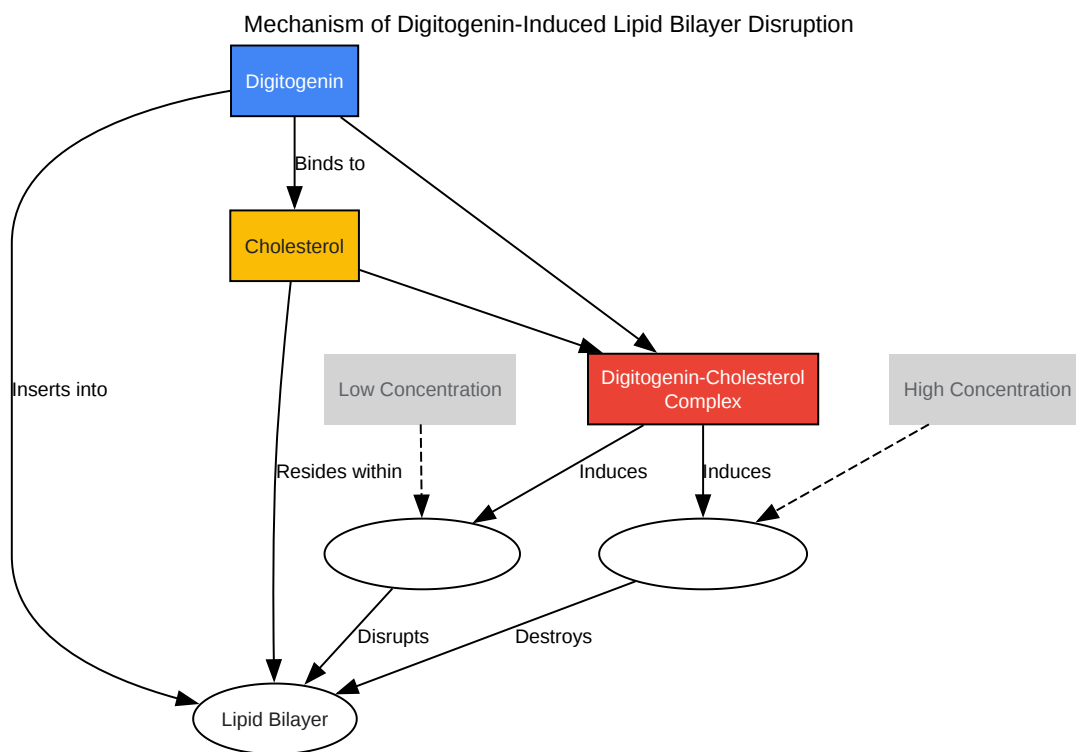 Mechanism of Digitogenin-Induced Lipid Bilayer Disruption
Digitogenin
Binds to
Cholesterol
Inserts into
Low Concentration
Digitogenin-Cholesterol
Complex
High Concentration
Resides within
Induces
Induces
Disrupts
Destroys
Lipid Bilayer